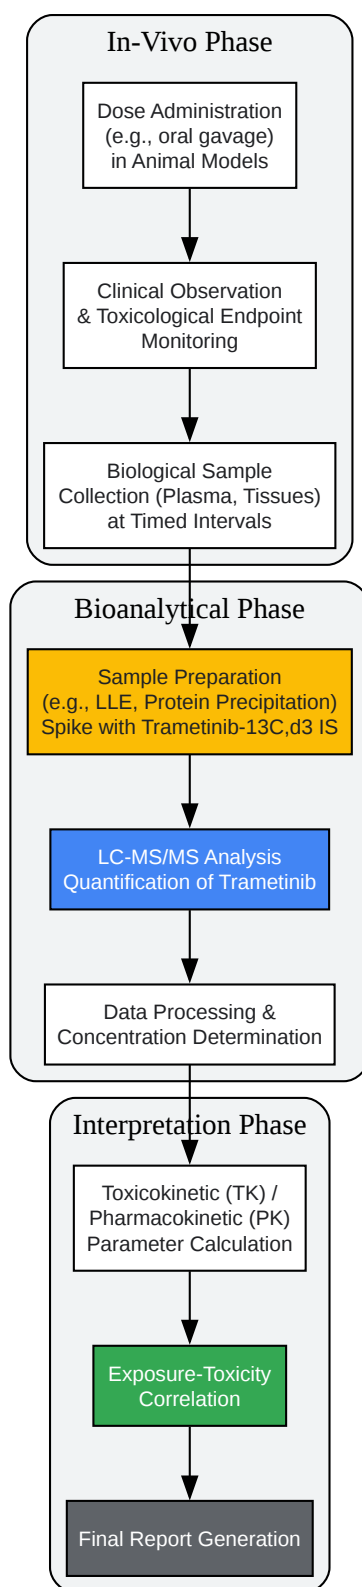 In-Vivo Phase
Dose Administration
(e.g., oral gavage)
in Animal Models
Clinical Observation
& Toxicological Endpoint
Monitoring
Biological Sample
Collection (Plasma, Tissues)
at Timed Intervals
Bioanalytical Phase
Sample Preparation
(e.g., LLE, Protein Precipitation)
Spike with Trametinib-13C,d3 IS
LC-MS/MS Analysis
Quantification of Trametinib
Data Processing &
Concentration Determination
Interpretation Phase
Toxicokinetic (TK) /
Pharmacokinetic (PK)
Parameter Calculation
Exposure-Toxicity
Correlation
Final Report Generation